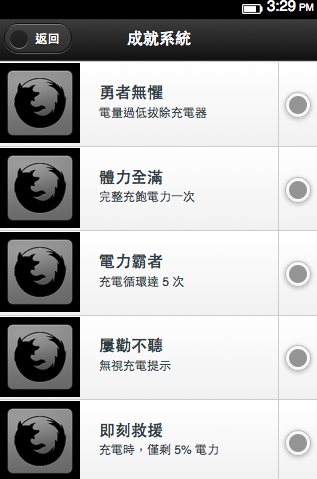 3:29 PM
返回
成就系統
勇者無懼
電量過低拔除充電器
體力全滿
完整充飽電力一次
電力霸者
充電循環達 5 次
屢勸不聽
無視充電提示
即刻救援
充電時，僅剩 5% 電力